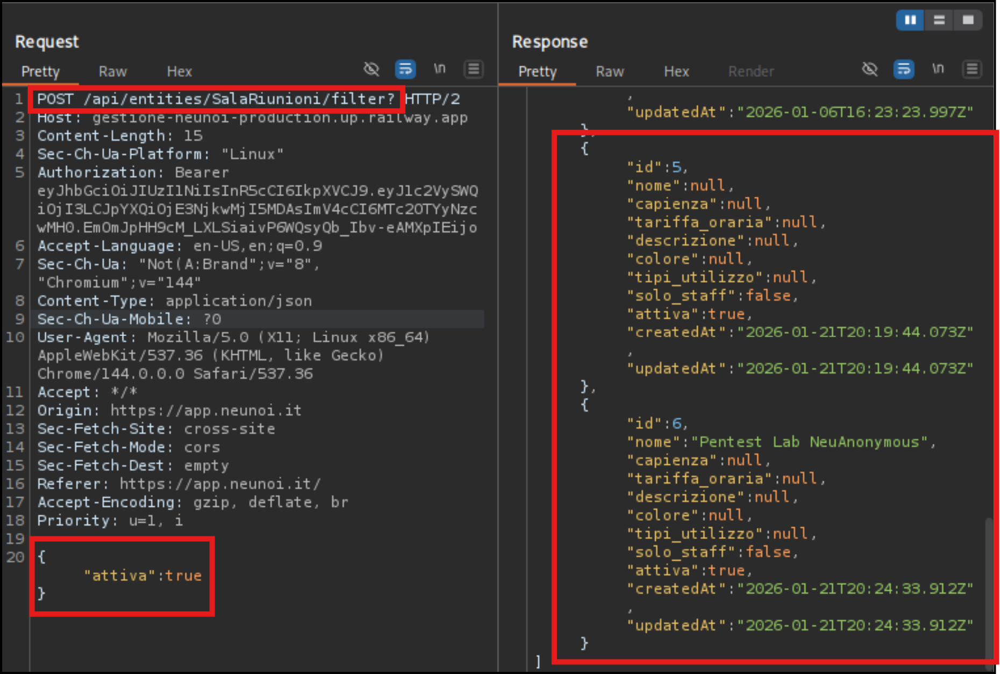 Request
Pretty
Raw
Hex
\n
1 POST /api/entities/SalaRiunioni/filter? HTTP/2
2 Host: gestione-neunoi-production.up.railway.app
3 Content-Length: 15
4 Sec-Ch-Ua-Platform: "Linux"
5 Authorization: Bearer
eyJhbGciOiJIUzI1NiIsInR5cCI6IkpXVCJ9.eyJ1c2VySWQ
iOjI3LCJpYXQiOjE3NjkwMjI5MDAsImV4cCI6MTc2OTYyNzc
wMH0.EmOmJpHH9cM_LXLSiaivP6WQsyQb_Ibv-eAMXpIEijo
6 Accept-Language: en-US,en;q=0.9
7 Sec-Ch-Ua: "Not(A:Brand";v="8",
"Chromium";v="144"
8 Content-Type: application/json
9 Sec-Ch-Ua-Mobile: ?0
10 User-Agent: Mozilla/5.0 (X11; Linux x86_64)
AppleWebKit/537.36 (KHTML, like Gecko)
Chrome/144.0.0.0 Safari/537.36
11 Accept: */*
12 Origin: https://app.neunoi.it
13 Sec-Fetch-Site: cross-site
14 Sec-Fetch-Mode: cors
15 Sec-Fetch-Dest: empty
16 Referer: https://app.neunoi.it/
17 Accept-Encoding: gzip, deflate, br
18 Priority: u=1, i
19
20 {
"attiva":true
}
Response
Pretty
Raw
Hex
Render
\n
,
"updatedAt":"2026-01-06T16:23:23.997Z"
},
{
"id":5,
"nome":null,
"capienza":null,
"tariffa_oraria":null,
"descrizione":null,
"colore":null,
"tipi_utilizzo":null,
"solo_staff":false,
"attiva":true,
"createdAt":"2026-01-21T20:19:44.073Z"
,
"updatedAt":"2026-01-21T20:19:44.073Z"
},
{
"id":6,
"nome":"Pentest Lab NeuAnonymous",
"capienza":null,
"tariffa_oraria":null,
"descrizione":null,
"colore":null,
"tipi_utilizzo":null,
"solo_staff":false,
"attiva":true,
"createdAt":"2026-01-21T20:24:33.912Z"
,
"updatedAt":"2026-01-21T20:24:33.912Z"
}
]